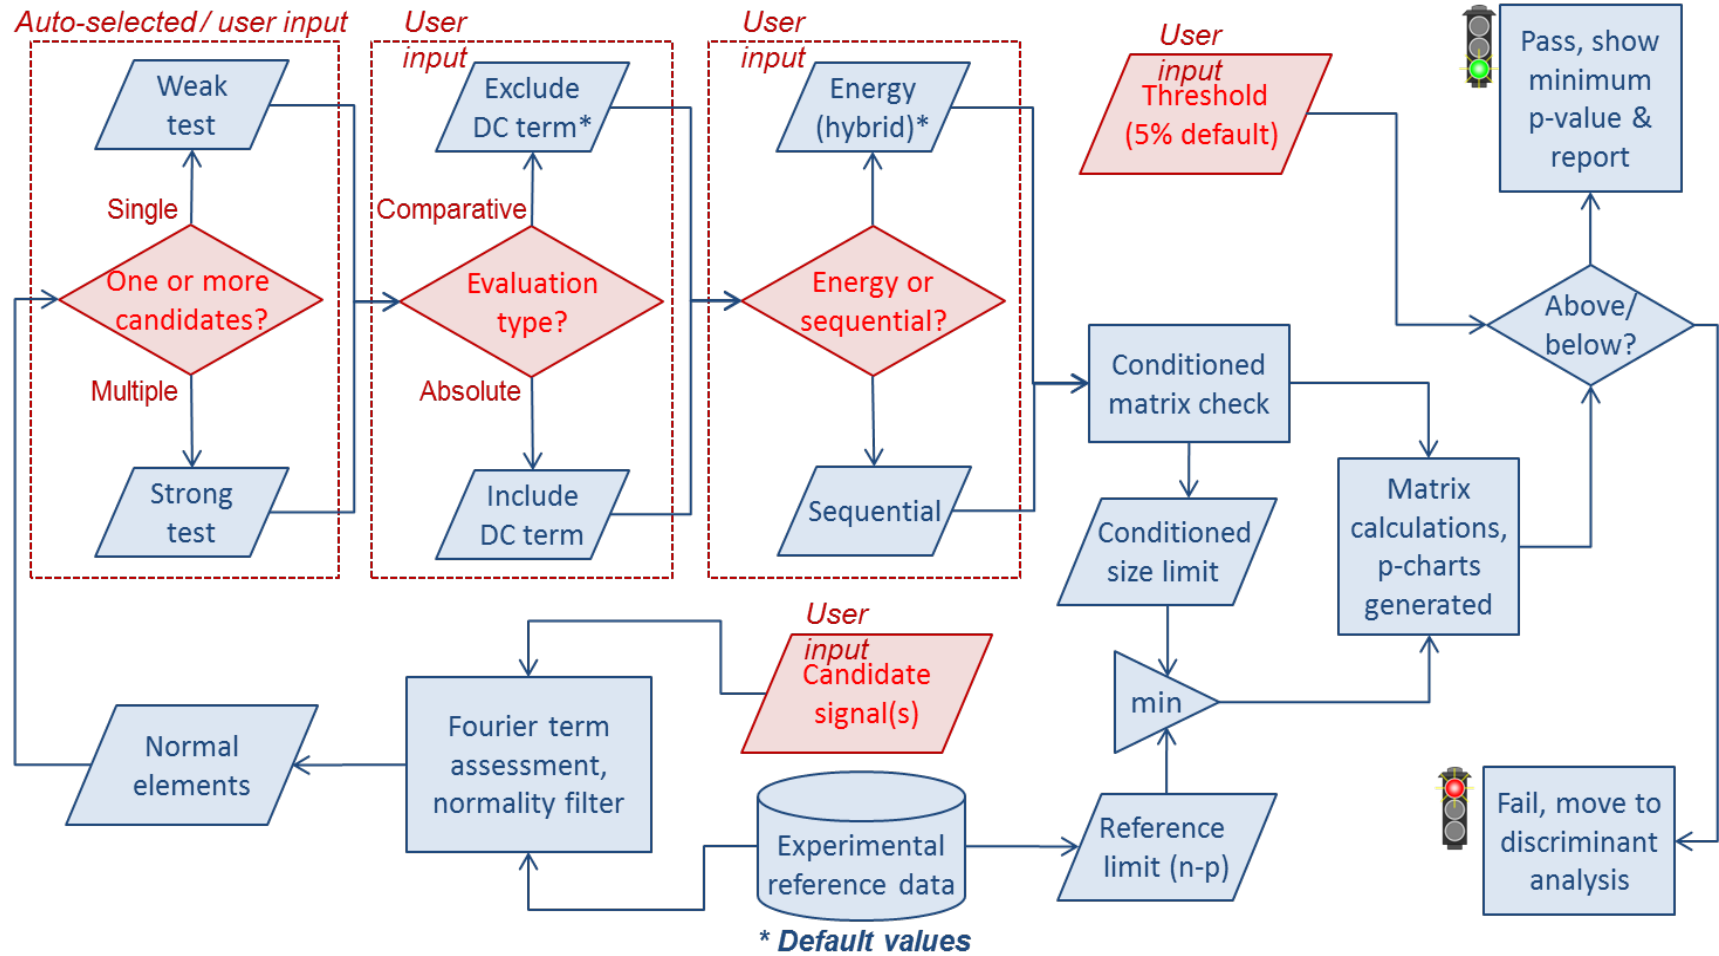 Auto-selected / user input
Weak
test
Single
One or more
candidates?
Multiple
Strong
test
User
input
Exclude
DC term*
Comparative
Evaluation
type?
Absolute
Include
DC term
User
input
Energy
(hybrid)*
Energy or
sequential?
Sequential
User
input
Threshold
(5% default)
Pass, show
minimum
p-value &
report
Above/
below?
Conditioned
matrix check
Conditioned
size limit
Matrix
calculations,
p-charts
generated
min
User
input
Candidate
signal(s)
Fourier term
assessment,
normality filter
Normal
elements
Experimental
reference data
Reference
limit (n-p)
Fail, move to
discriminant
analysis
* Default values